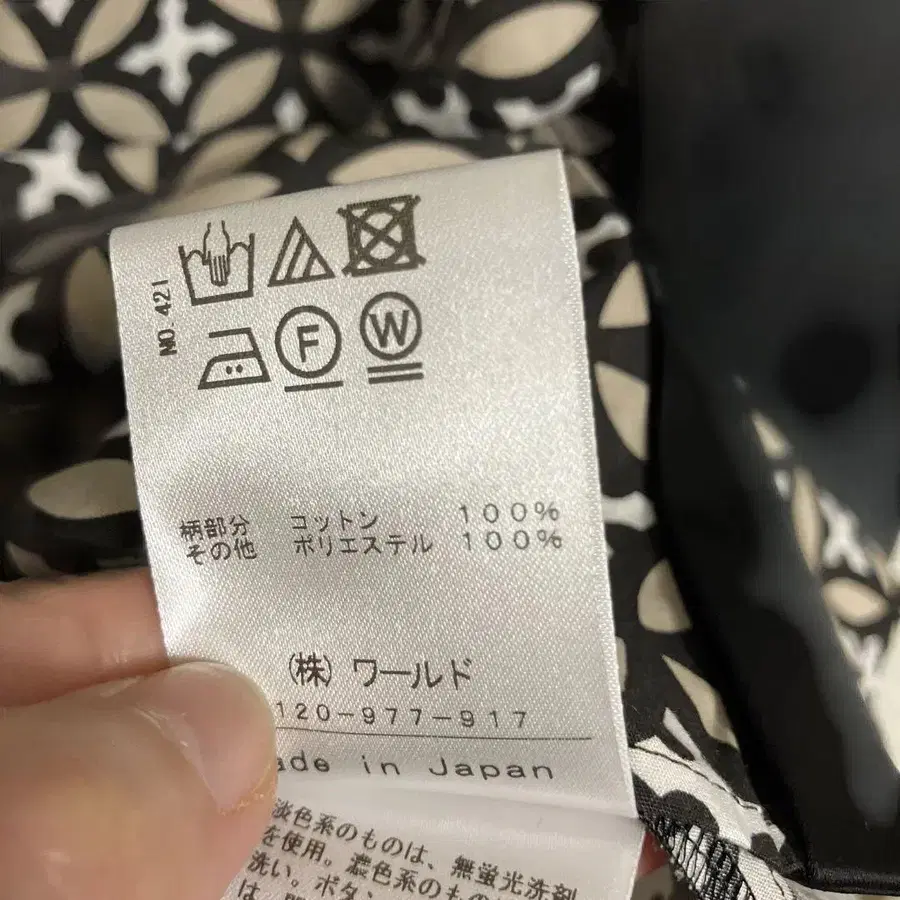 NO.421
F
W
柄部分 コットン 100%
その他 ポリエステル 100%
(株) ワールド
120-977-917
ade in Japan
淡色系のものは、無蛍光洗剤
を使用。濃色系のもの
洗い。ボタン
は、